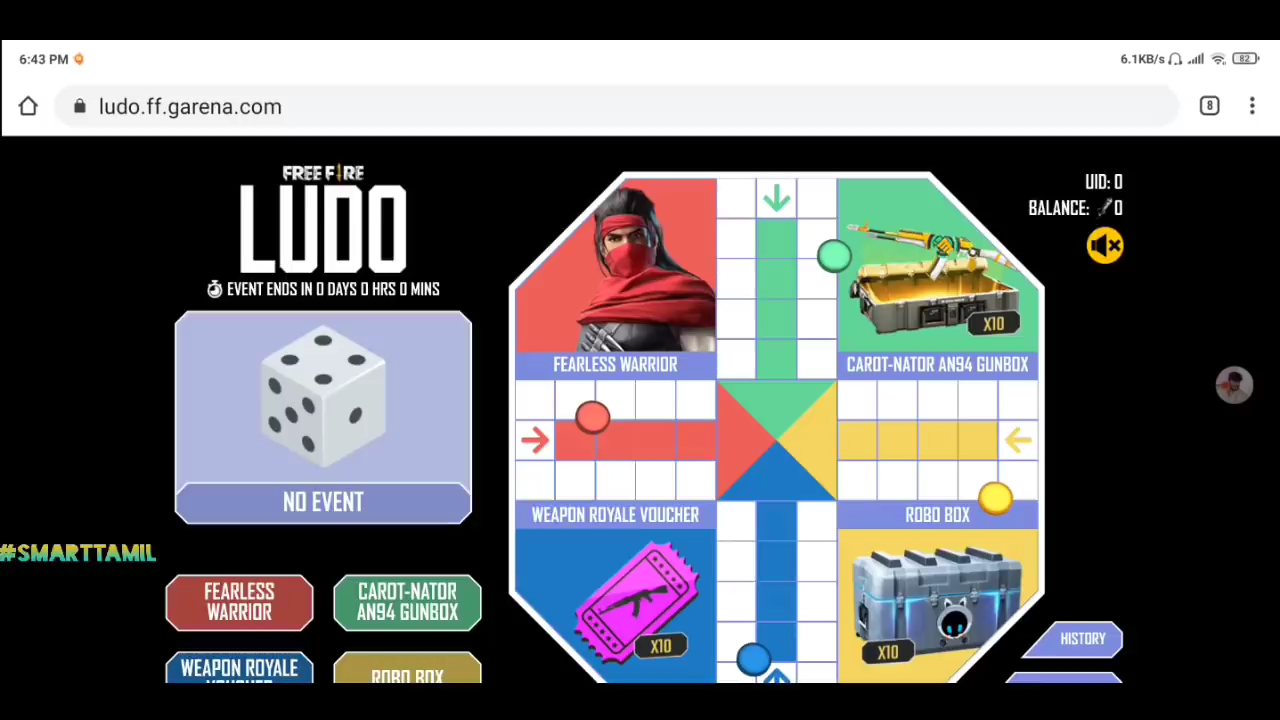 6:43 PM
6.1KB/s
82
ludo.ff.garena.com
8
FREE FIRE
LUDO
EVENT ENDS IN 0 DAYS 0 HRS 0 MINS
NO EVENT
#SMARTTAMIL
FEARLESS
WARRIOR
CAROT-NATOR
AN94 GUNBOX
WEAPON ROYALE
VOUCHER
ROBO BOX
FEARLESS WARRIOR
X10
CAROT-NATOR AN94 GUNBOX
WEAPON ROYALE VOUCHER
X10
ROBO BOX
X10
UID: 0
BALANCE: 0
HISTORY